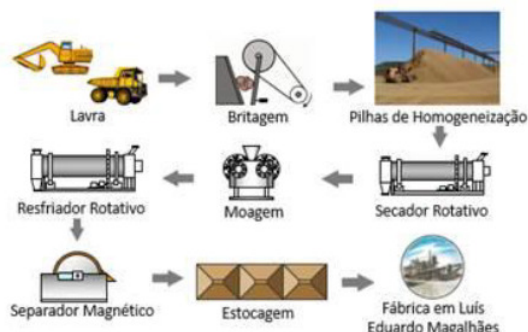 Lavra
Britagem
Pilhas de Homogeneização
Secador Rotativo
Moagem
Resfriador Rotativo
Separador Magnético
Estocagem
Fábrica em Luís
Eduardo Magalhães